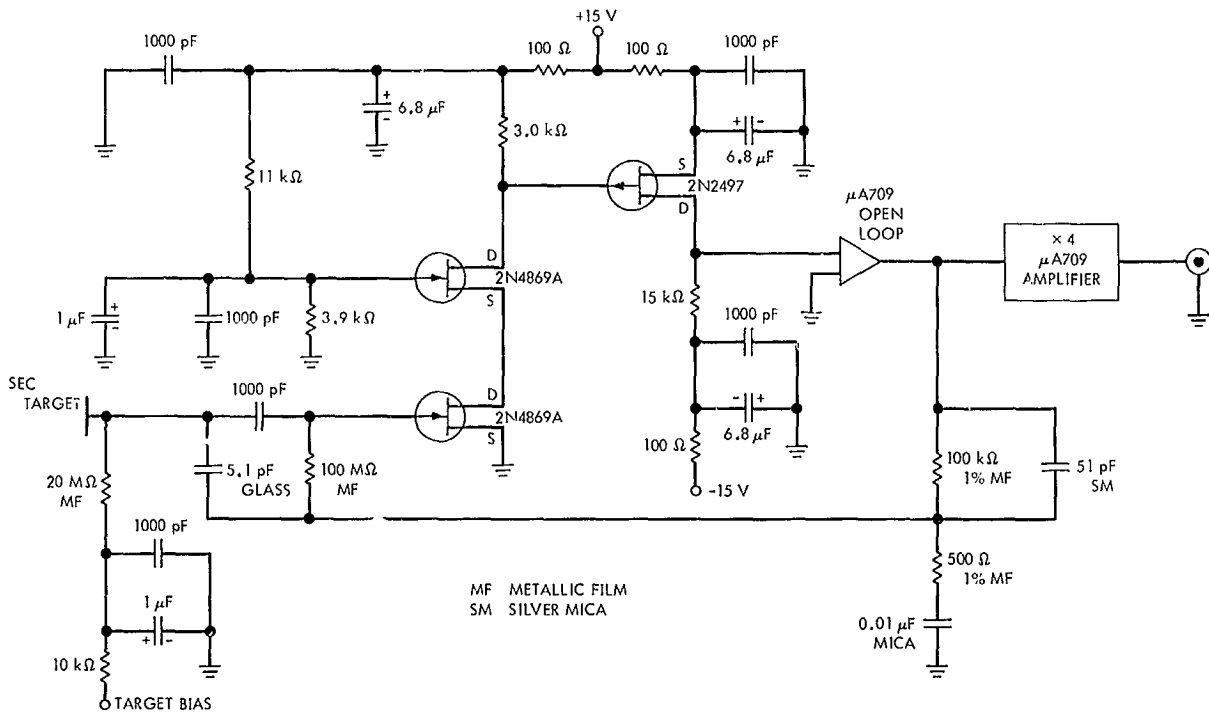 +15 V
1000 pF
100 Ω
100 Ω
1000 pF
+
-
6.8 μF
3.0 kΩ
+ -
6.8 μF
11 kΩ
S
2N2497
D
μA709
OPEN
LOOP
× 4
μA709
AMPLIFIER
D
2N4869A
S
1 μF
+
-
1000 pF
3.9 kΩ
15 kΩ
1000 pF
SEC
TARGET
1000 pF
D
2N4869A
S
- +
6.8 μF
100 Ω
-15 V
20 MΩ
MF
5.1 pF
GLASS
100 MΩ
MF
100 kΩ
1% MF
51 pF
SM
1000 pF
500 Ω
1% MF
MF METALLIC FILM
SM SILVER MICA
1 μF
+ -
0.01 μF
MICA
10 kΩ
TARGET BIAS